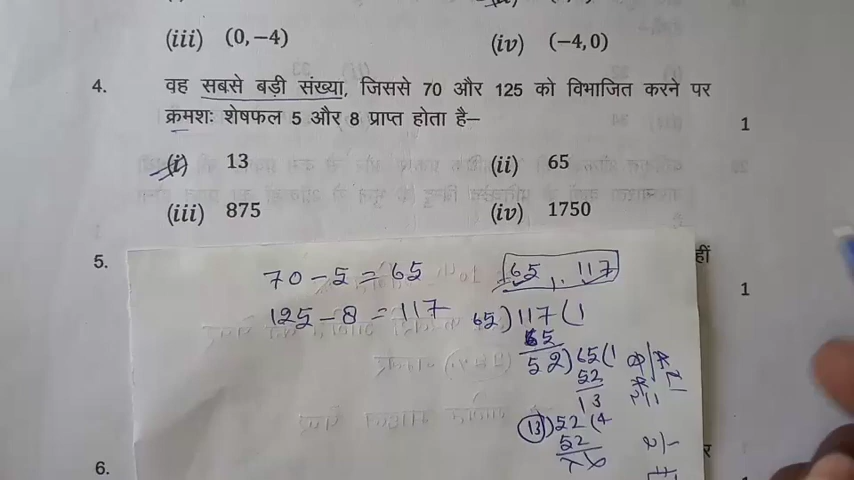 (iii) (0, −4) (iv) (−4, 0)
4. वह सबसे बड़ी संख्या, जिससे 70 और 125 को विभाजित करने पर
क्रमशः शेषफल 5 और 8 प्राप्त होता है– 1
(i) 13 (ii) 65
(iii) 875 (iv) 1750
5. हीं
1
70 − 5 = 65 65, 117
125 − 8 = 117 65) 117 (1
65
52) 65 (1
52
13
13) 52 (4
52
6.